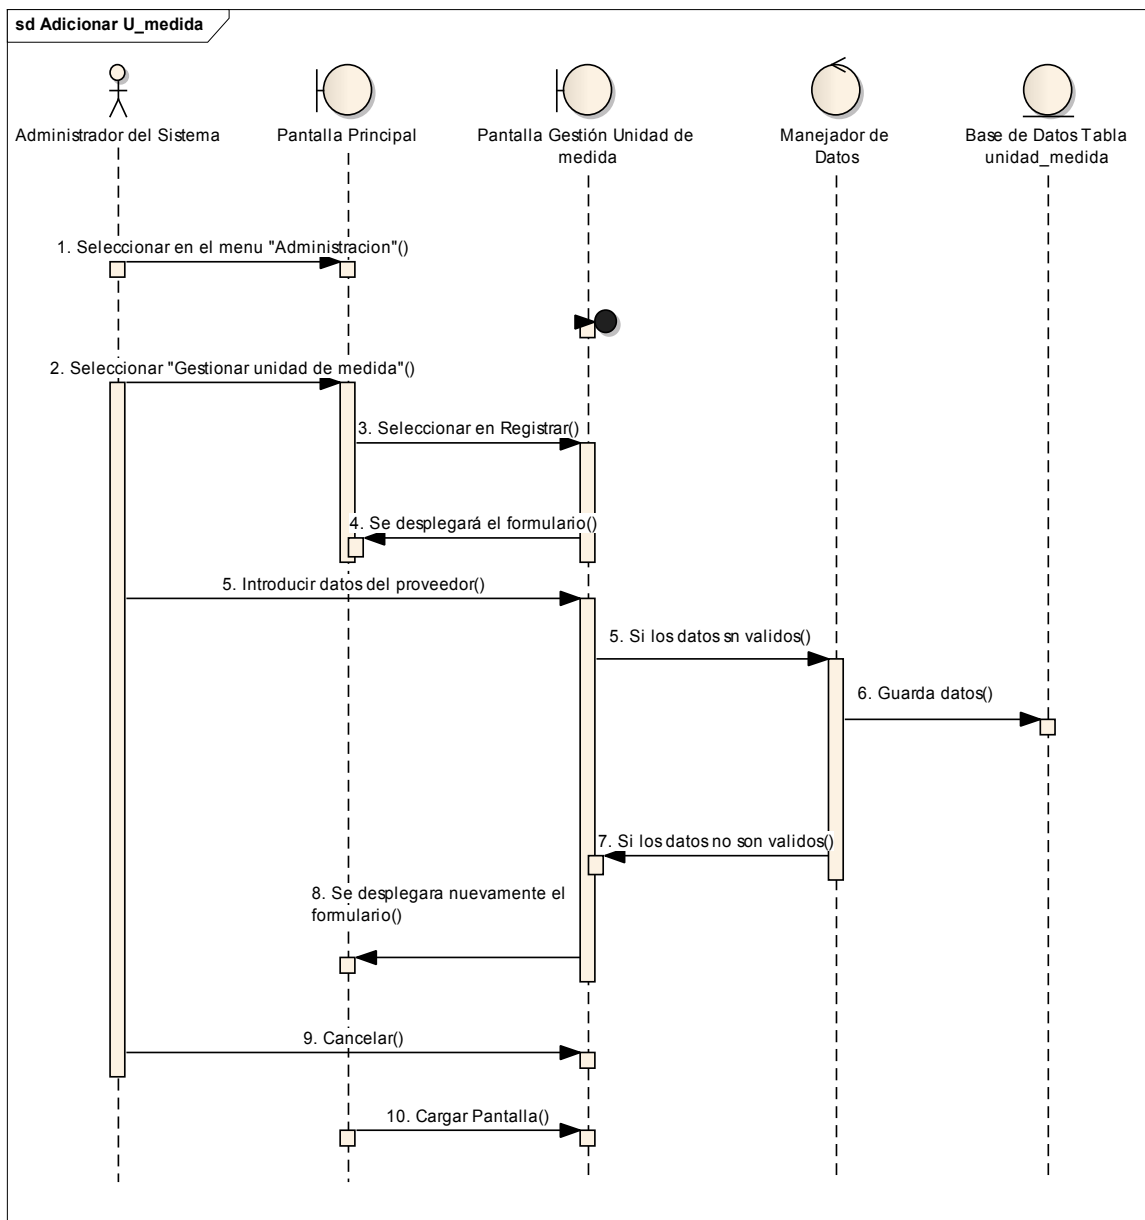 sd Adicionar U_medida
Administrador del Sistema
Pantalla Principal
Pantalla Gestión Unidad de
medida
Manejador de
Datos
Base de Datos Tabla
unidad_medida
1. Seleccionar en el menu "Administracion"()
2. Seleccionar "Gestionar unidad de medida"()
3. Seleccionar en Registrar()
4. Se desplegará el formulario()
5. Introducir datos del proveedor()
5. Si los datos sn validos()
6. Guarda datos()
7. Si los datos no son validos()
8. Se desplegara nuevamente el
formulario()
9. Cancelar()
10. Cargar Pantalla()